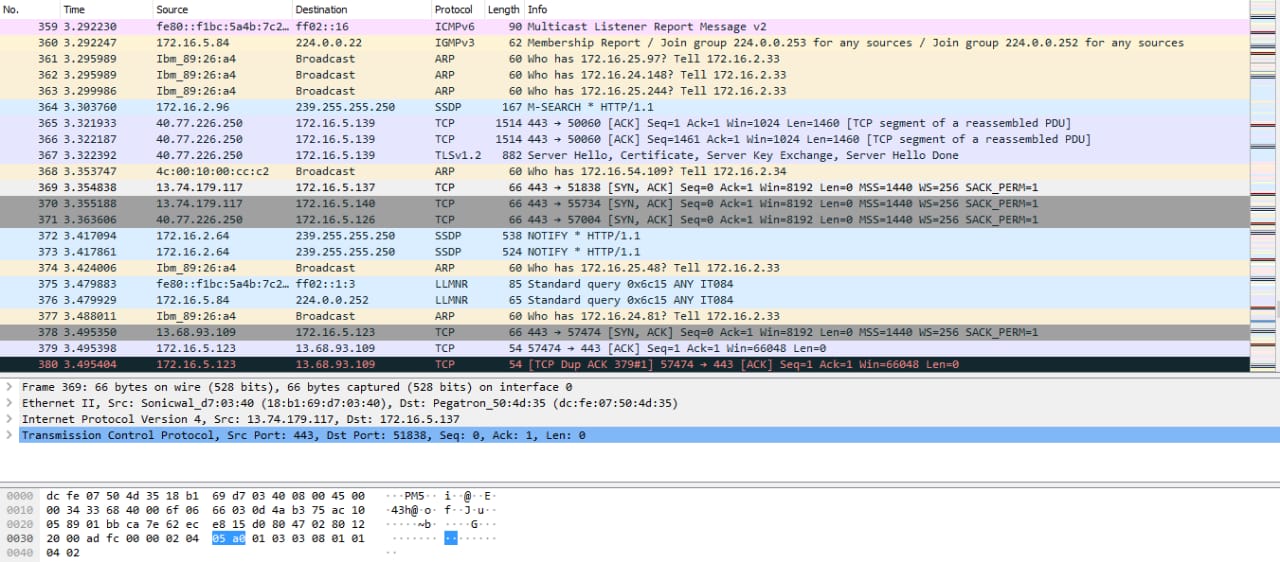 No. Time Source Destination Protocol Length Info
359 3.292230 fe80::f1bc:5a4b:7c2… ff02::16 ICMPv6 90 Multicast Listener Report Message v2
360 3.292247 172.16.5.84 224.0.0.22 IGMPv3 62 Membership Report / Join group 224.0.0.253 for any sources / Join group 224.0.0.252 for any sources
361 3.295989 Ibm_89:26:a4 Broadcast ARP 60 Who has 172.16.25.97? Tell 172.16.2.33
362 3.295989 Ibm_89:26:a4 Broadcast ARP 60 Who has 172.16.24.148? Tell 172.16.2.33
363 3.299986 Ibm_89:26:a4 Broadcast ARP 60 Who has 172.16.25.244? Tell 172.16.2.33
364 3.303760 172.16.2.96 239.255.255.250 SSDP 167 M-SEARCH * HTTP/1.1
365 3.321933 40.77.226.250 172.16.5.139 TCP 1514 443 → 50060 [ACK] Seq=1 Ack=1 Win=1024 Len=1460 [TCP segment of a reassembled PDU]
366 3.322187 40.77.226.250 172.16.5.139 TCP 1514 443 → 50060 [ACK] Seq=1461 Ack=1 Win=1024 Len=1460 [TCP segment of a reassembled PDU]
367 3.322392 40.77.226.250 172.16.5.139 TLSv1.2 882 Server Hello, Certificate, Server Key Exchange, Server Hello Done
368 3.353747 4c:00:10:00:cc:c2 Broadcast ARP 60 Who has 172.16.54.109? Tell 172.16.2.34
369 3.354838 13.74.179.117 172.16.5.137 TCP 66 443 → 51838 [SYN, ACK] Seq=0 Ack=1 Win=8192 Len=0 MSS=1440 WS=256 SACK_PERM=1
370 3.355188 13.74.179.117 172.16.5.140 TCP 66 443 → 55734 [SYN, ACK] Seq=0 Ack=1 Win=8192 Len=0 MSS=1440 WS=256 SACK_PERM=1
371 3.363606 40.77.226.250 172.16.5.126 TCP 66 443 → 57004 [SYN, ACK] Seq=0 Ack=1 Win=8192 Len=0 MSS=1440 WS=256 SACK_PERM=1
372 3.417094 172.16.2.64 239.255.255.250 SSDP 538 NOTIFY * HTTP/1.1
373 3.417861 172.16.2.64 239.255.255.250 SSDP 524 NOTIFY * HTTP/1.1
374 3.424006 Ibm_89:26:a4 Broadcast ARP 60 Who has 172.16.25.48? Tell 172.16.2.33
375 3.479883 fe80::f1bc:5a4b:7c2… ff02::1:3 LLMNR 85 Standard query 0x6c15 ANY IT084
376 3.479929 172.16.5.84 224.0.0.252 LLMNR 65 Standard query 0x6c15 ANY IT084
377 3.488011 Ibm_89:26:a4 Broadcast ARP 60 Who has 172.16.24.81? Tell 172.16.2.33
378 3.495350 13.68.93.109 172.16.5.123 TCP 66 443 → 57474 [SYN, ACK] Seq=0 Ack=1 Win=8192 Len=0 MSS=1440 WS=256 SACK_PERM=1
379 3.495398 172.16.5.123 13.68.93.109 TCP 54 57474 → 443 [ACK] Seq=1 Ack=1 Win=66048 Len=0
380 3.495404 172.16.5.123 13.68.93.109 TCP 54 [TCP Dup ACK 379#1] 57474 → 443 [ACK] Seq=1 Ack=1 Win=66048 Len=0
Frame 369: 66 bytes on wire (528 bits), 66 bytes captured (528 bits) on interface 0
Ethernet II, Src: Sonicwal_d7:03:40 (18:b1:69:d7:03:40), Dst: Pegatron_50:4d:35 (dc:fe:07:50:4d:35)
Internet Protocol Version 4, Src: 13.74.179.117, Dst: 172.16.5.137
Transmission Control Protocol, Src Port: 443, Dst Port: 51838, Seq: 0, Ack: 1, Len: 0
0000 dc fe 07 50 4d 35 18 b1 69 d7 03 40 08 00 45 00 ···PM5·· i··@··E·
0010 00 34 33 68 40 00 6f 06 66 03 0d 4a b3 75 ac 10 ·43h@·o· f··J·u··
0020 05 89 01 bb ca 7e 62 ec e8 15 d0 80 47 02 80 12 ·····~b· ····G···
0030 20 00 ad fc 00 00 02 04 05 a0 01 03 03 08 01 01 ······· ········
0040 04 02 ··